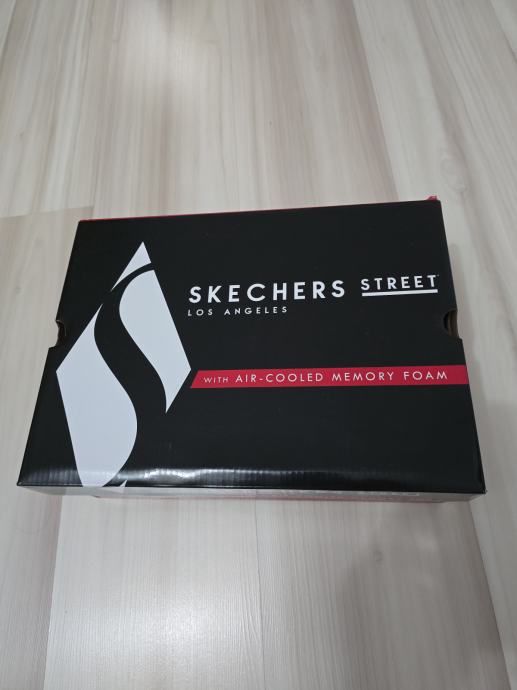 SKECHERS STREET
LOS ANGELES
WITH AIR-COOLED MEMORY FOAM